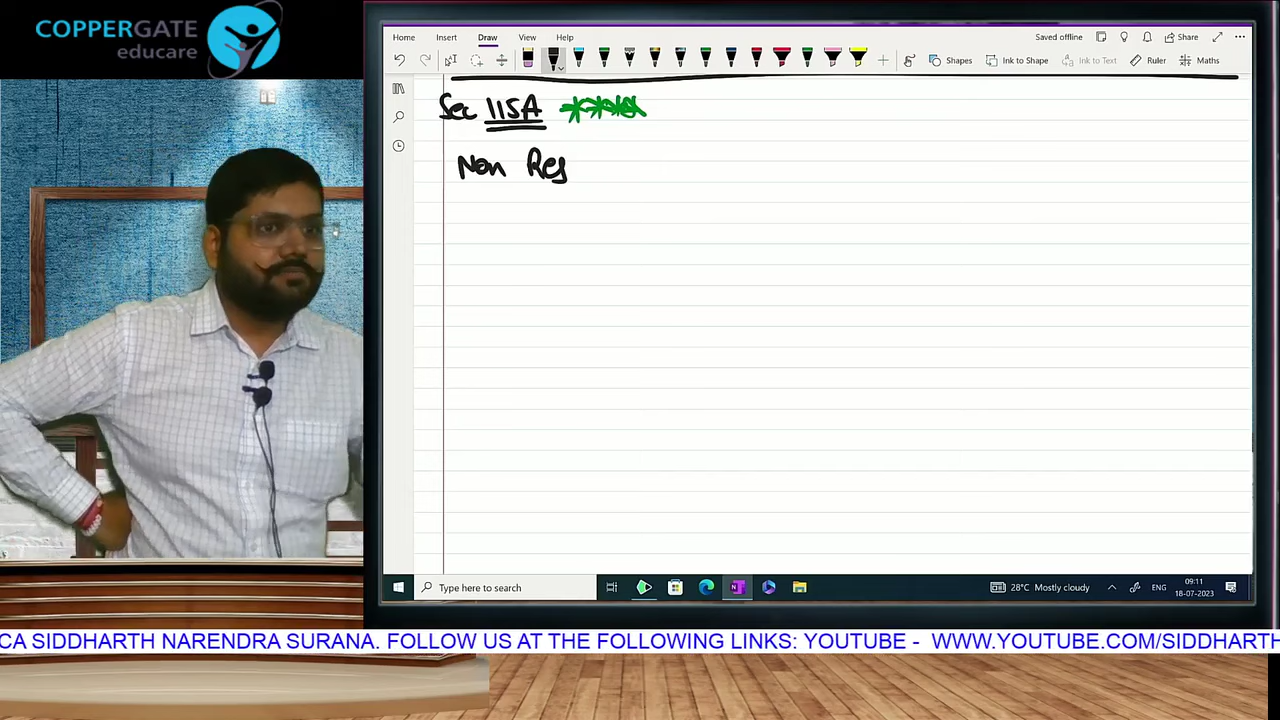 COPPERGATE
educare
Home Insert Draw View Help
Saved offline
Share
Shapes
Ink to Shape
Ink to Text
Ruler
Maths
Sec 115A
Non Res
Type here to search
28°C Mostly cloudy
ENG
09:11
18-07-2023
CA SIDDHARTH NARENDRA SURANA. FOLLOW US AT THE FOLLOWING LINKS: YOUTUBE - WWW.YOUTUBE.COM/SIDDHARTH